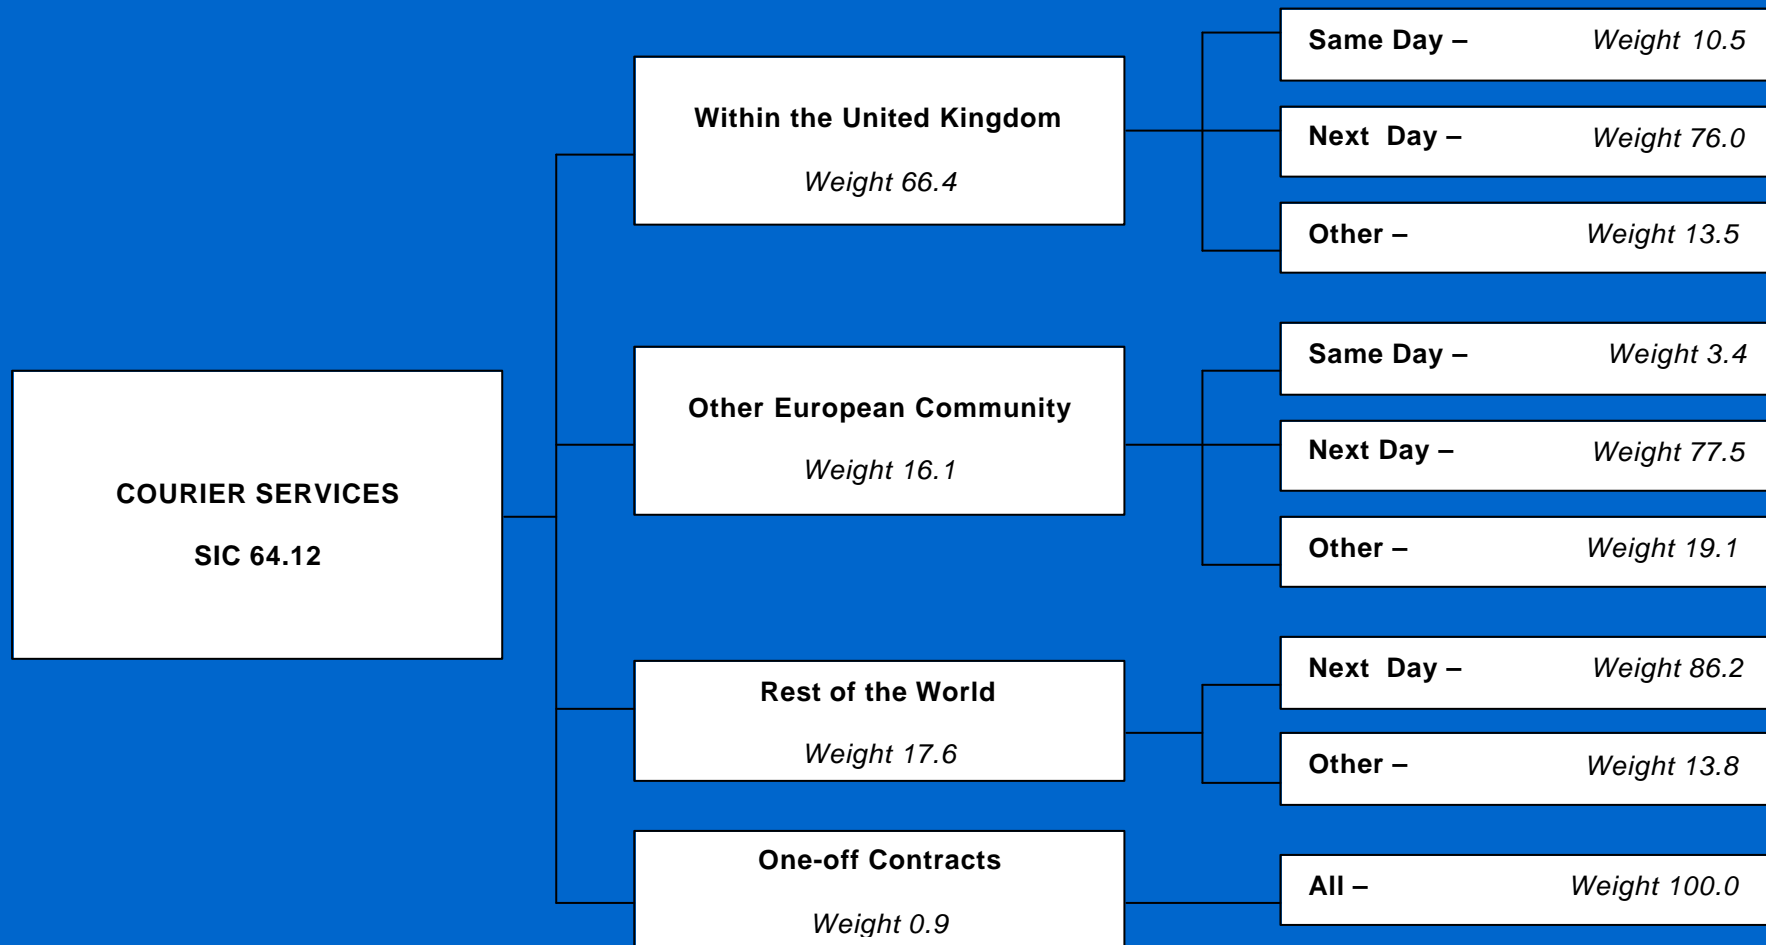 COURIER SERVICES
SIC 64.12
Within the United Kingdom
Weight 66.4
Same Day – Weight 10.5
Next Day – Weight 76.0
Other – Weight 13.5
Other European Community
Weight 16.1
Same Day – Weight 3.4
Next Day – Weight 77.5
Other – Weight 19.1
Rest of the World
Weight 17.6
Next Day – Weight 86.2
Other – Weight 13.8
One-off Contracts
Weight 0.9
All – Weight 100.0